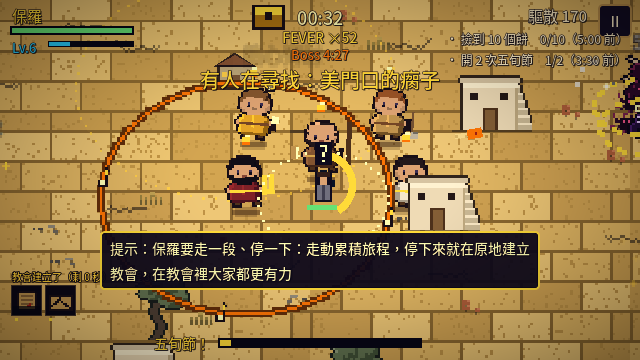 保羅
Lv.6
00:32
FEVER ×52
Boss 4:27
驅散 170
· 撿到 10 個餅 0/10 (5:00 前)
· 開 2 次五旬節 1/2 (3:30 前)
有人在尋找：美門口的瘸子
提示：保羅要走一段、停一下：走動累積旅程，停下來就在原地建立
教會，在教會裡大家都更有力
教會建立了
五旬節！